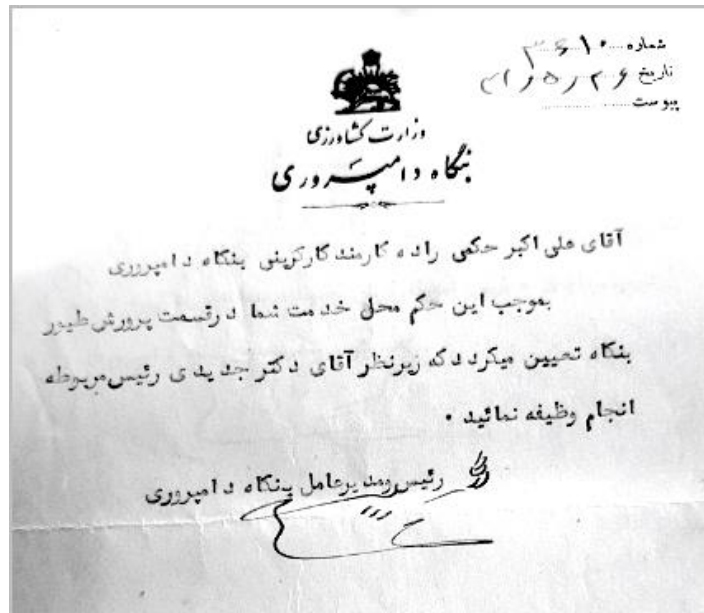 شماره ۳۶۱۰
تاریخ
پیوست
وزارت کشاورزی
بنگاه دامپروری
آقای علی اکبر حکمی زاده کارمند کارگزینی بنگاه دامپروری
بموجب این حکم محل خدمت شما در قسمت پرورش طیور
بنگاه تعیین میگردد که زیر نظر آقای دکتر جدیدی رئیس مربوطه
انجام وظیفه نمائید .
رئیس ومدیرعامل بنگاه دامپروری